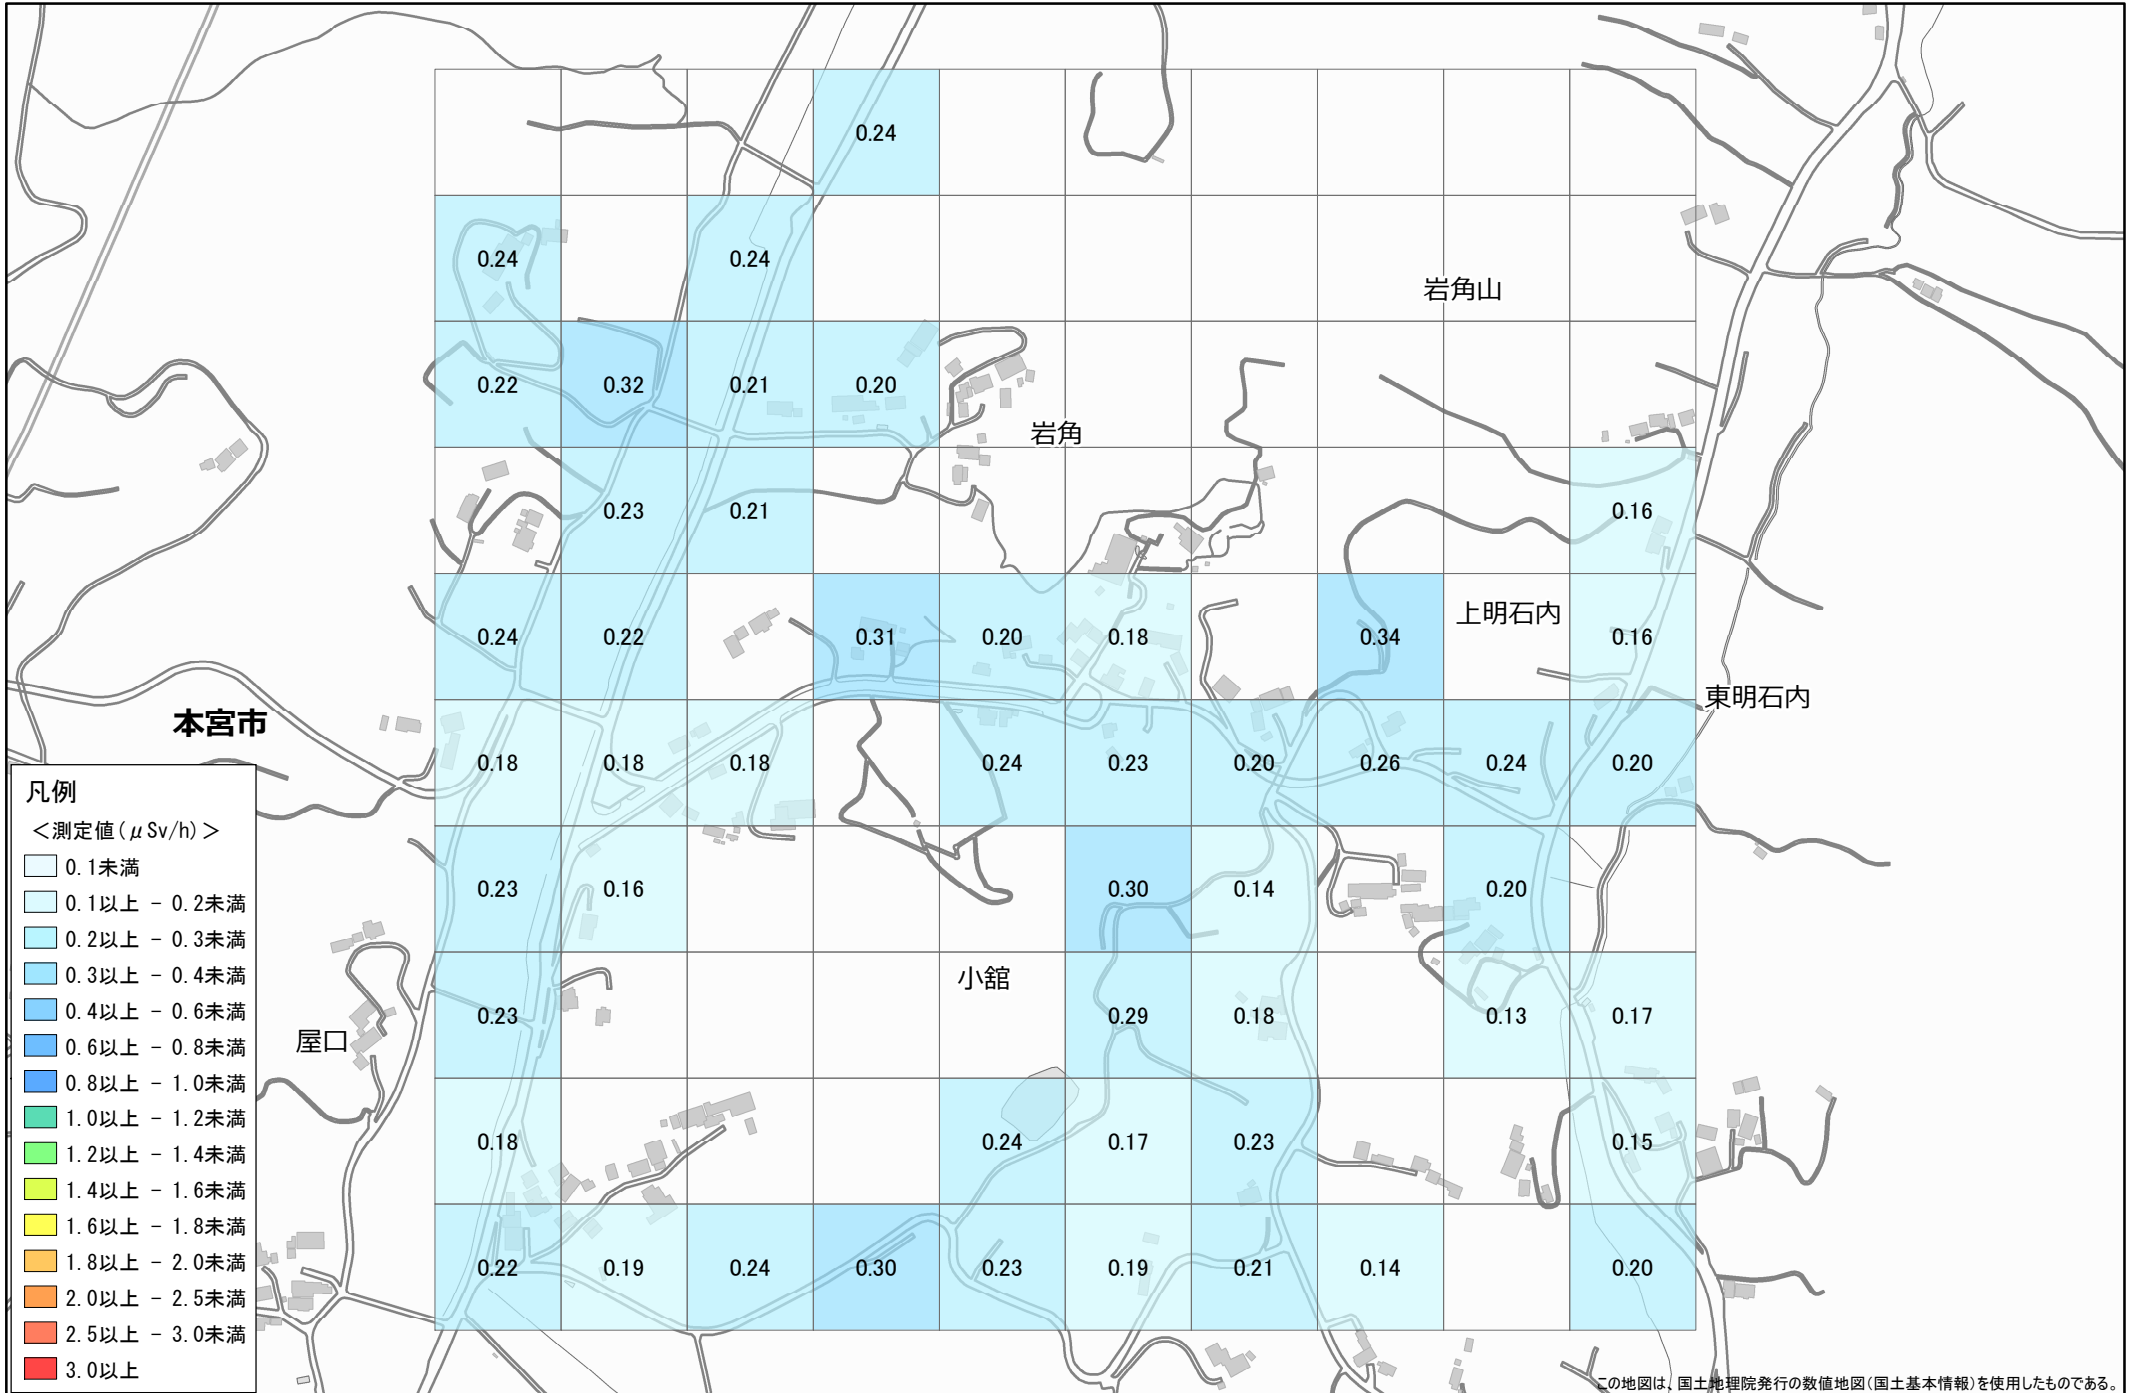 0.24
0.24 0.24
岩角山
0.22 0.32 0.21 0.20
岩角
0.23 0.21 0.16
0.24 0.22 0.31 0.20 0.18 0.34 上明石内 0.16
東明石内
本宮市
0.18 0.18 0.18 0.24 0.23 0.20 0.26 0.24 0.20
0.23 0.16 0.30 0.14 0.20
小舘
0.23 0.29 0.18 0.13 0.17
屋口
0.18 0.24 0.17 0.23 0.15
0.22 0.19 0.24 0.30 0.23 0.19 0.21 0.14 0.20
凡例
＜測定値(μSv/h)＞
0.1未満
0.1以上 - 0.2未満
0.2以上 - 0.3未満
0.3以上 - 0.4未満
0.4以上 - 0.6未満
0.6以上 - 0.8未満
0.8以上 - 1.0未満
1.0以上 - 1.2未満
1.2以上 - 1.4未満
1.4以上 - 1.6未満
1.6以上 - 1.8未満
1.8以上 - 2.0未満
2.0以上 - 2.5未満
2.5以上 - 3.0未満
3.0以上
この地図は、国土地理院発行の数値地図(国土基本情報)を使用したものである。